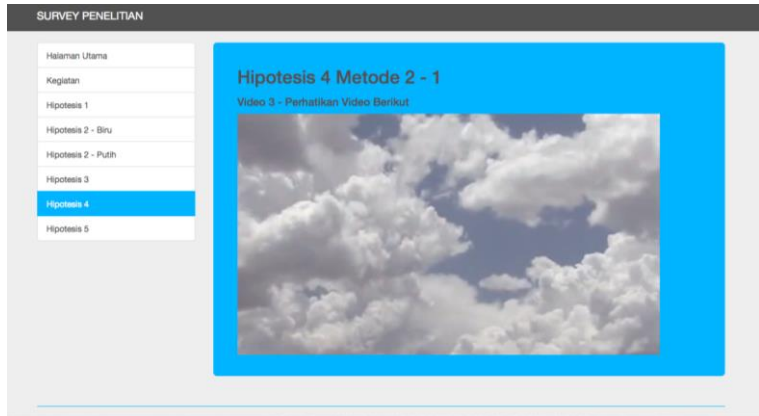 SURVEY PENELITIAN
Halaman Utama
Kegiatan
Hipotesis 1
Hipotesis 2 - Biru
Hipotesis 2 - Putih
Hipotesis 3
Hipotesis 4
Hipotesis 5
Hipotesis 4 Metode 2 - 1
Video 3 - Perhatikan Video Berikut